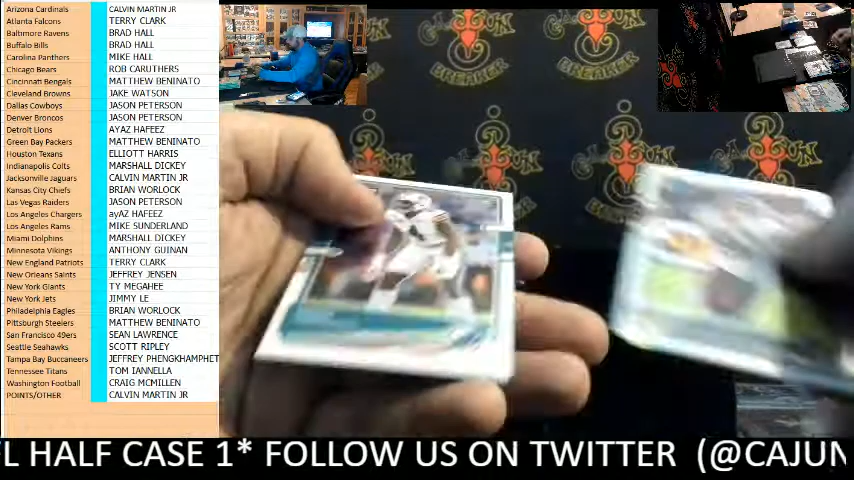 Arizona Cardinals CALVIN MARTIN JR
Atlanta Falcons TERRY CLARK
Baltimore Ravens BRAD HALL
Buffalo Bills BRAD HALL
Carolina Panthers MIKE HALL
Chicago Bears ROB CARUTHERS
Cincinnati Bengals MATTHEW BENINATO
Cleveland Browns JAKE WATSON
Dallas Cowboys JASON PETERSON
Denver Broncos JASON PETERSON
Detroit Lions AYAZ HAFEEZ
Green Bay Packers MATTHEW BENINATO
Houston Texans ELLIOTT HARRIS
Indianapolis Colts MARSHALL DICKEY
Jacksonville Jaguars CALVIN MARTIN JR
Kansas City Chiefs BRIAN WORLOCK
Las Vegas Raiders JASON PETERSON
Los Angeles Chargers ayAZ HAFEEZ
Los Angeles Rams MIKE SUNDERLAND
Miami Dolphins MARSHALL DICKEY
Minnesota Vikings ANTHONY GUINAN
New England Patriots TERRY CLARK
New Orleans Saints JEFFREY JENSEN
New York Giants TY MEGAHEE
New York Jets JIMMY LE
Philadelphia Eagles BRIAN WORLOCK
Pittsburgh Steelers MATTHEW BENINATO
San Francisco 49ers SEAN LAWRENCE
Seattle Seahawks SCOTT RIPLEY
Tampa Bay Buccaneers JEFFREY PHENGKHAMPHET
Tennessee Titans TOM IANNELLA
Washington Football CRAIG MCMILLEN
POINTS/OTHER CALVIN MARTIN JR
CAJUN
BREAKER
CAJUN
BREAKER
FL HALF CASE 1* FOLLOW US ON TWITTER (@CAJUN